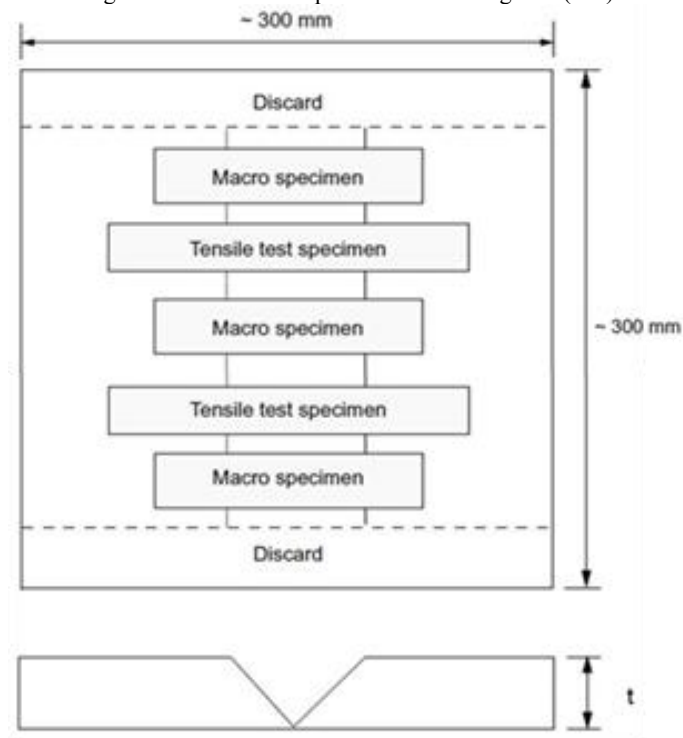 ~ 300 mm
Discard
Macro specimen
Tensile test specimen
Macro specimen
~ 300 mm
Tensile test specimen
Macro specimen
Discard
t